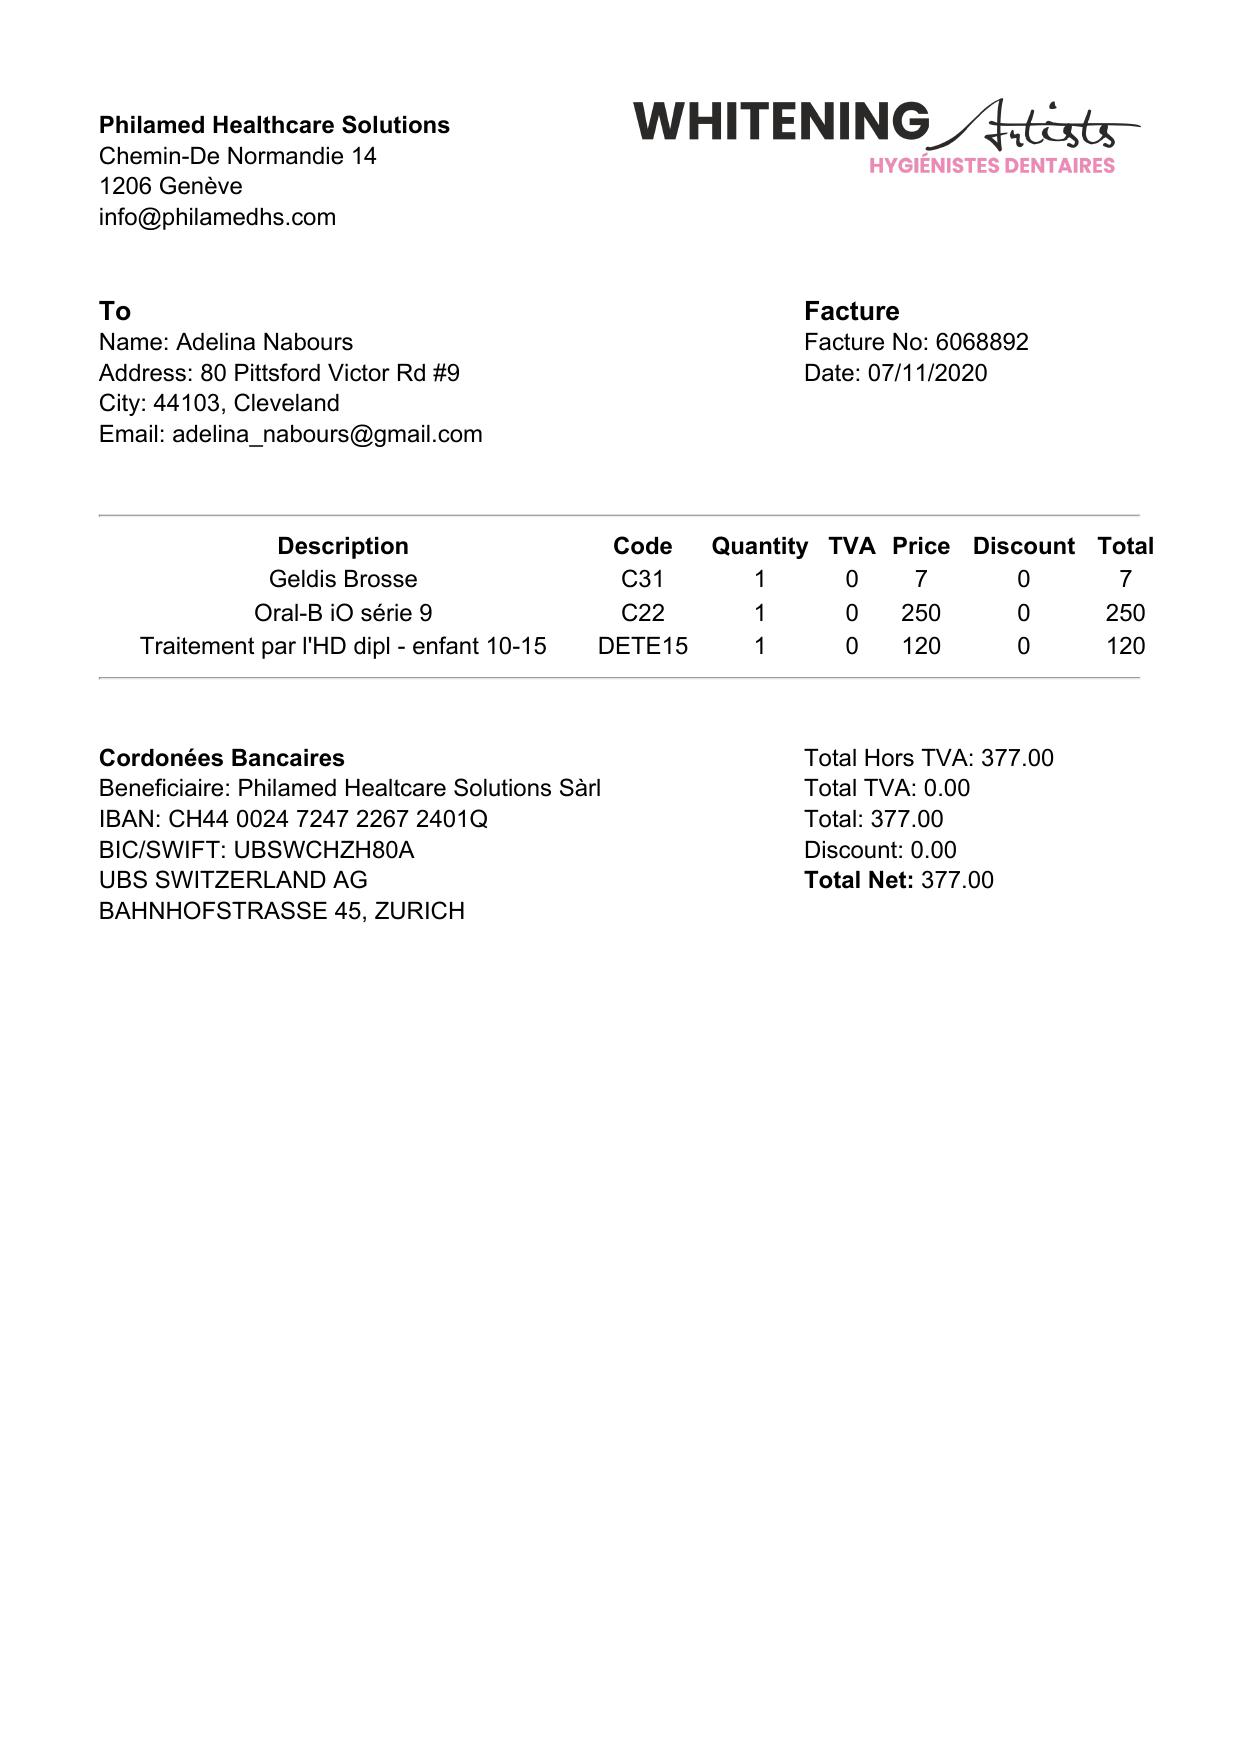 Philamed Healthcare Solutions
Chemin-De Normandie 14
1206 Genève
info@philamedhs.com
WHITENING Artists
HYGIÉNISTES DENTAIRES
To
Name: Adelina Nabours
Address: 80 Pittsford Victor Rd #9
City: 44103, Cleveland
Email: adelina_nabours@gmail.com
Facture
Facture No: 6068892
Date: 07/11/2020
Description Code Quantity TVA Price Discount Total
Geldis Brosse C31 1 0 7 0 7
Oral-B iO série 9 C22 1 0 250 0 250
Traitement par l'HD dipl - enfant 10-15 DETE15 1 0 120 0 120
Cordonées Bancaires
Beneficiaire: Philamed Healtcare Solutions Sàrl
IBAN: CH44 0024 7247 2267 2401Q
BIC/SWIFT: UBSWCHZH80A
UBS SWITZERLAND AG
BAHNHOFSTRASSE 45, ZURICH
Total Hors TVA: 377.00
Total TVA: 0.00
Total: 377.00
Discount: 0.00
Total Net: 377.00